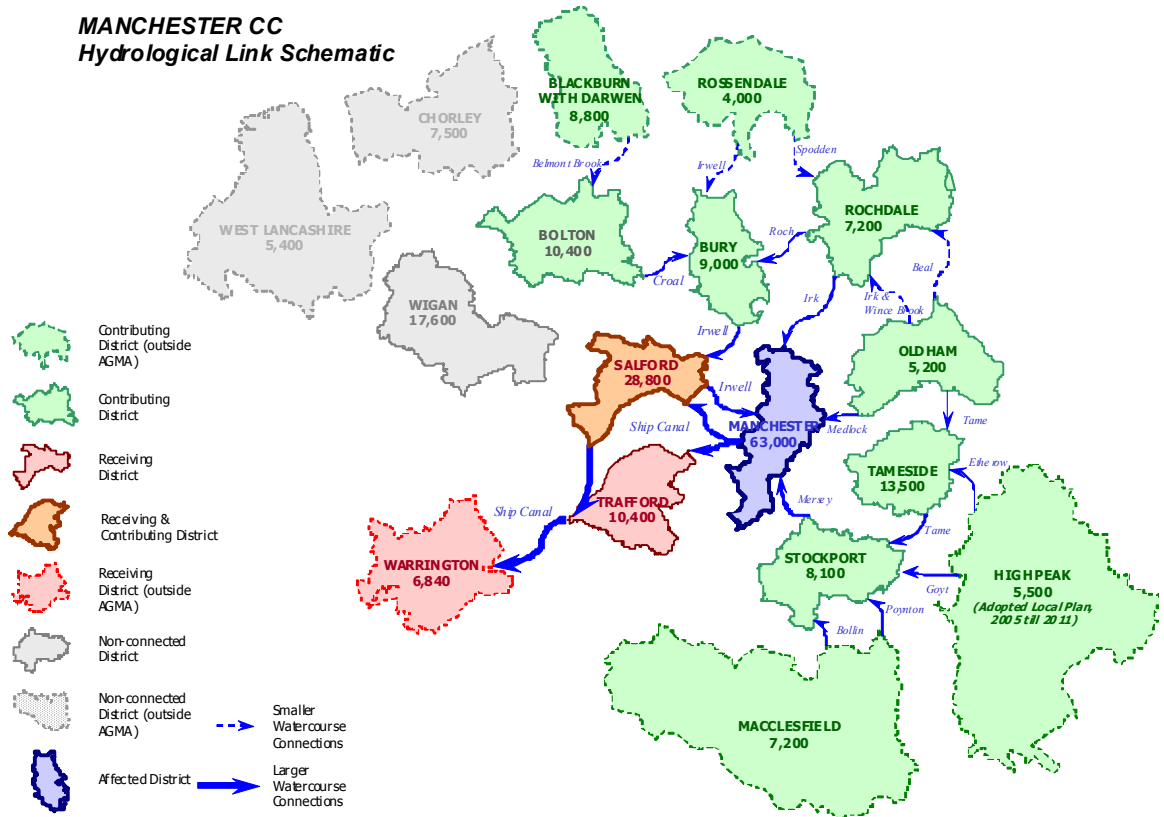 MANCHESTER CC
Hydrological Link Schematic
BLACKBURN
WITH DARWEN
8,800
ROSSENDALE
4,000
CHORLEY
7,500
Belmont Brook
Irwell
Spodden
WEST LANCASHIRE
5,400
BOLTON
10,400
BURY
9,000
Roch
ROCHDALE
7,200
Croal
Beal
WIGAN
17,600
Irk
Irk &
Wince Brook
Irwell
OLDHAM
5,200
SALFORD
28,800
Irwell
MANCHESTER
63,000
Medlock
Tame
Ship Canal
TAMESIDE
13,500
Etherow
TRAFFORD
10,400
Mersey
Ship Canal
Tame
WARRINGTON
6,840
STOCKPORT
8,100
Goyt
HIGH PEAK
5,500
(Adopted Local Plan,
2005 till 2011)
Poynton
Bollin
MACCLESFIELD
7,200
Contributing
District (outside
AGMA)
Contributing
District
Receiving
District
Receiving &
Contributing District
Receiving
District (outside
AGMA)
Non-connected
District
Non-connected
District (outside
AGMA)
Affected District
Smaller
Watercourse
Connections
Larger
Watercourse
Connections